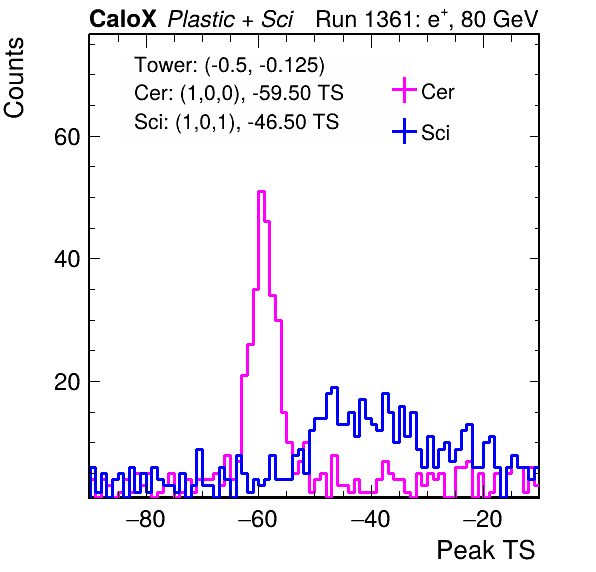 CaloX Plastic + Sci Run 1361: e+, 80 GeV
Counts
Tower: (-0.5, -0.125)
Cer: (1,0,0), -59.50 TS
Sci: (1,0,1), -46.50 TS
Cer
Sci
60
40
20
−80 −60 −40 −20
Peak TS